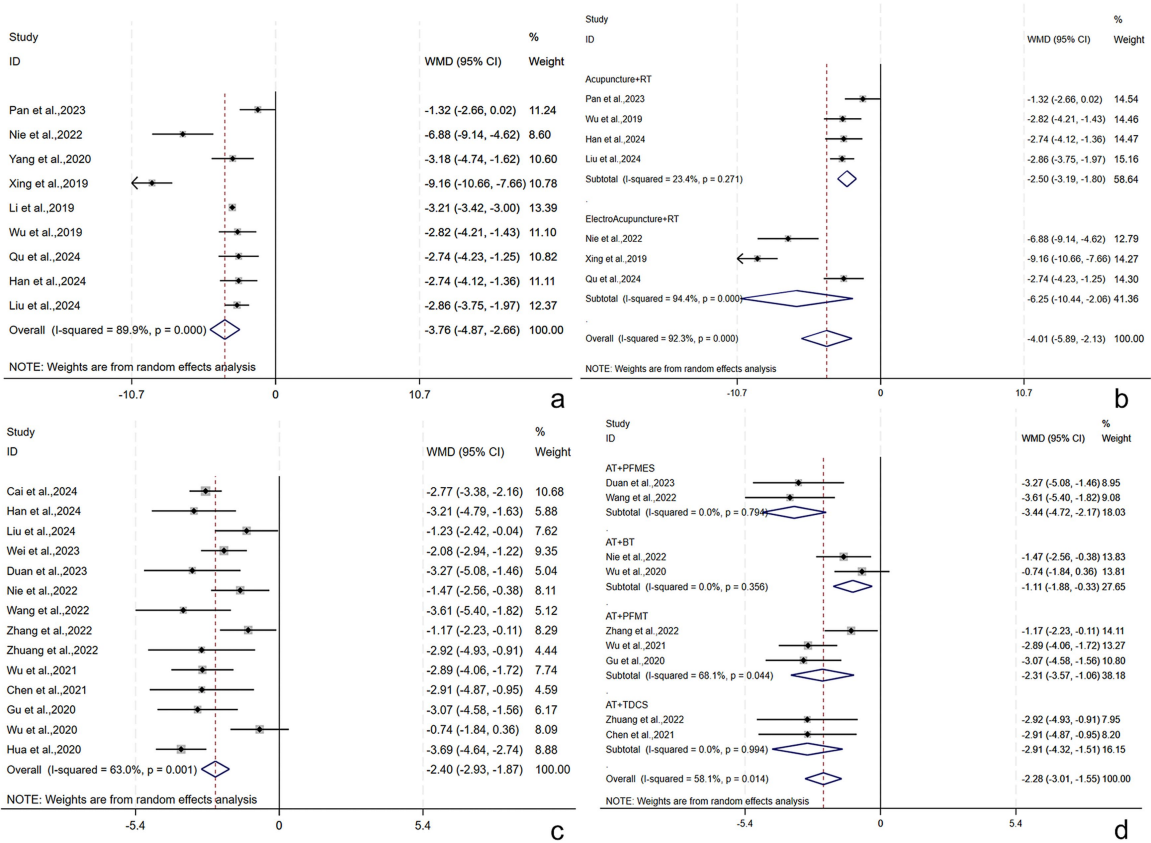 Study %
ID WMD (95% CI) Weight
Pan et al.,2023 -1.32 (-2.66, 0.02) 11.24
Nie et al.,2022 -6.88 (-9.14, -4.62) 8.60
Yang et al.,2020 -3.18 (-4.74, -1.62) 10.60
Xing et al.,2019 -9.16 (-10.66, -7.66) 10.78
Li et al.,2019 -3.21 (-3.42, -3.00) 13.39
Wu et al.,2019 -2.82 (-4.21, -1.43) 11.10
Qu et al.,2024 -2.74 (-4.23, -1.25) 10.82
Han et al.,2024 -2.74 (-4.12, -1.36) 11.11
Liu et al.,2024 -2.86 (-3.75, -1.97) 12.37
Overall (I-squared = 89.9%, p = 0.000) -3.76 (-4.87, -2.66) 100.00
NOTE: Weights are from random effects analysis
-10.7 0 10.7
a
Study %
ID WMD (95% CI) Weight
Acupuncture+RT
Pan et al.,2023 -1.32 (-2.66, 0.02) 14.54
Wu et al.,2019 -2.82 (-4.21, -1.43) 14.46
Han et al.,2024 -2.74 (-4.12, -1.36) 14.47
Liu et al.,2024 -2.86 (-3.75, -1.97) 15.16
Subtotal (I-squared = 23.4%, p = 0.271) -2.50 (-3.19, -1.80) 58.64
.
ElectroAcupuncture+RT
Nie et al.,2022 -6.88 (-9.14, -4.62) 12.79
Xing et al.,2019 -9.16 (-10.66, -7.66) 14.27
Qu et al.,2024 -2.74 (-4.23, -1.25) 14.30
Subtotal (I-squared = 94.4%, p = 0.000) -6.25 (-10.44, -2.06) 41.36
.
Overall (I-squared = 92.3%, p = 0.000) -4.01 (-5.89, -2.13) 100.00
NOTE: Weights are from random effects analysis
-10.7 0 10.7
b
Study %
ID WMD (95% CI) Weight
Cai et al.,2024 -2.77 (-3.38, -2.16) 10.68
Han et al.,2024 -3.21 (-4.79, -1.63) 5.88
Liu et al.,2024 -1.23 (-2.42, -0.04) 7.62
Wei et al.,2023 -2.08 (-2.94, -1.22) 9.35
Duan et al.,2023 -3.27 (-5.08, -1.46) 5.04
Nie et al.,2022 -1.47 (-2.56, -0.38) 8.11
Wang et al.,2022 -3.61 (-5.40, -1.82) 5.12
Zhang et al.,2022 -1.17 (-2.23, -0.11) 8.29
Zhuang et al.,2022 -2.92 (-4.93, -0.91) 4.44
Wu et al.,2021 -2.89 (-4.06, -1.72) 7.74
Chen et al.,2021 -2.91 (-4.87, -0.95) 4.59
Gu et al.,2020 -3.07 (-4.58, -1.56) 6.17
Wu et al.,2020 -0.74 (-1.84, 0.36) 8.09
Hua et al.,2020 -3.69 (-4.64, -2.74) 8.88
Overall (I-squared = 63.0%, p = 0.001) -2.40 (-2.93, -1.87) 100.00
NOTE: Weights are from random effects analysis
-5.4 0 5.4
c
Study %
ID WMD (95% CI) Weight
AT+PFMES
Duan et al.,2023 -3.27 (-5.08, -1.46) 8.95
Wang et al.,2022 -3.61 (-5.40, -1.82) 9.08
Subtotal (I-squared = 0.0%, p = 0.794) -3.44 (-4.72, -2.17) 18.03
.
AT+BT
Nie et al.,2022 -1.47 (-2.56, -0.38) 13.83
Wu et al.,2020 -0.74 (-1.84, 0.36) 13.81
Subtotal (I-squared = 0.0%, p = 0.356) -1.11 (-1.88, -0.33) 27.65
.
AT+PFMT
Zhang et al.,2022 -1.17 (-2.23, -0.11) 14.11
Wu et al.,2021 -2.89 (-4.06, -1.72) 13.27
Gu et al.,2020 -3.07 (-4.58, -1.56) 10.80
Subtotal (I-squared = 68.1%, p = 0.044) -2.31 (-3.57, -1.06) 38.18
.
AT+TDCS
Zhuang et al.,2022 -2.92 (-4.93, -0.91) 7.95
Chen et al.,2021 -2.91 (-4.87, -0.95) 8.20
Subtotal (I-squared = 0.0%, p = 0.994) -2.91 (-4.32, -1.51) 16.15
.
Overall (I-squared = 58.1%, p = 0.014) -2.28 (-3.01, -1.55) 100.00
NOTE: Weights are from random effects analysis
-5.4 0 5.4
d